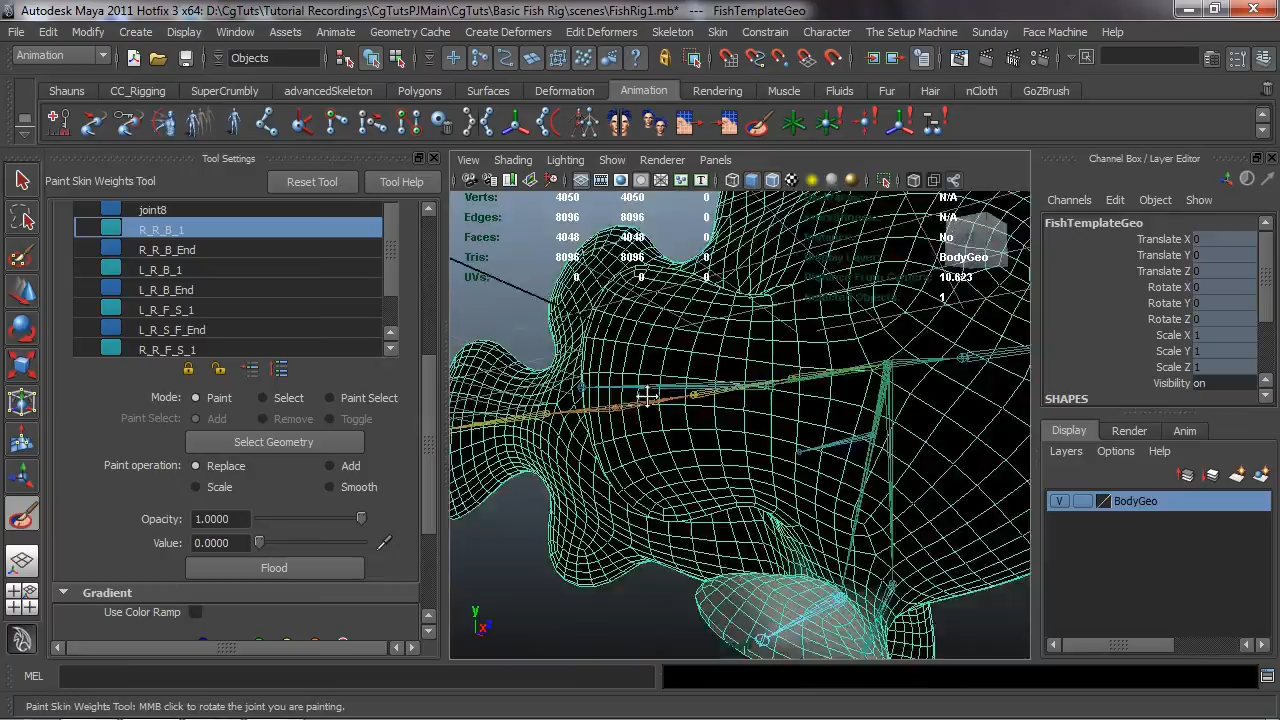 Autodesk Maya 2011 Hotfix 3 x64: D:\CgTuts\Tutorial Recordings\CgTutsPJMain\CgTuts\Basic Fish Rig\scenes\FishRig1.mb* --- FishTemplateGeo
File Edit Modify Create Display Window Assets Animate Geometry Cache Create Deformers Edit Deformers Skeleton Skin Constrain Character The Setup Machine Sunday Face Machine Help
Animation Objects
Shauns CC_Rigging SuperCrumbly advancedSkeleton Polygons Surfaces Deformation Animation Rendering Muscle Fluids Fur Hair nCloth GoZBrush
Tool Settings
Paint Skin Weights Tool Reset Tool Tool Help
joint8
R_R_B_1
R_R_B_End
L_R_B_1
L_R_B_End
L_R_F_S_1
L_R_S_F_End
R_R_F_S_1
Mode: Paint Select Paint Select
Paint Select: Add Remove Toggle
Select Geometry
Paint operation: Replace Add
Scale Smooth
Opacity: 1.0000
Value: 0.0000
Flood
Gradient
Use Color Ramp
View Shading Lighting Show Renderer Panels
Verts: 4050 4050 0 N/A
Edges: 8096 8096 0 N/A
Faces: 4048 4048 0 No
Tris: 8096 8096 0 BodyGeo
UVs: 0 0 0 10.623
1
y
x z
Channel Box / Layer Editor
Channels Edit Object Show
FishTemplateGeo
Translate X 0
Translate Y 0
Translate Z 0
Rotate X 0
Rotate Y 0
Rotate Z 0
Scale X 1
Scale Y 1
Scale Z 1
Visibility on
SHAPES
Display Render Anim
Layers Options Help
V BodyGeo
MEL
Paint Skin Weights Tool: MMB click to rotate the joint you are painting.